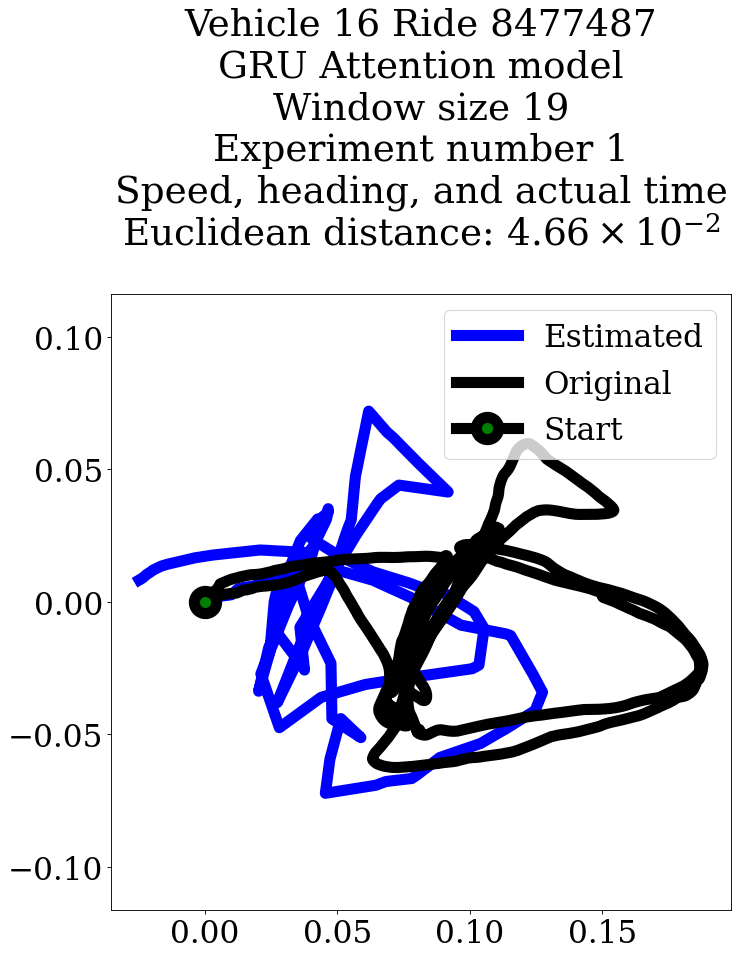 Vehicle 16 Ride 8477487
GRU Attention model
Window size 19
Experiment number 1
Speed, heading, and actual time
Euclidean distance: 4.66 × 10⁻²
Estimated
Original
Start
0.10
0.05
0.00
−0.05
−0.10
0.00 0.05 0.10 0.15